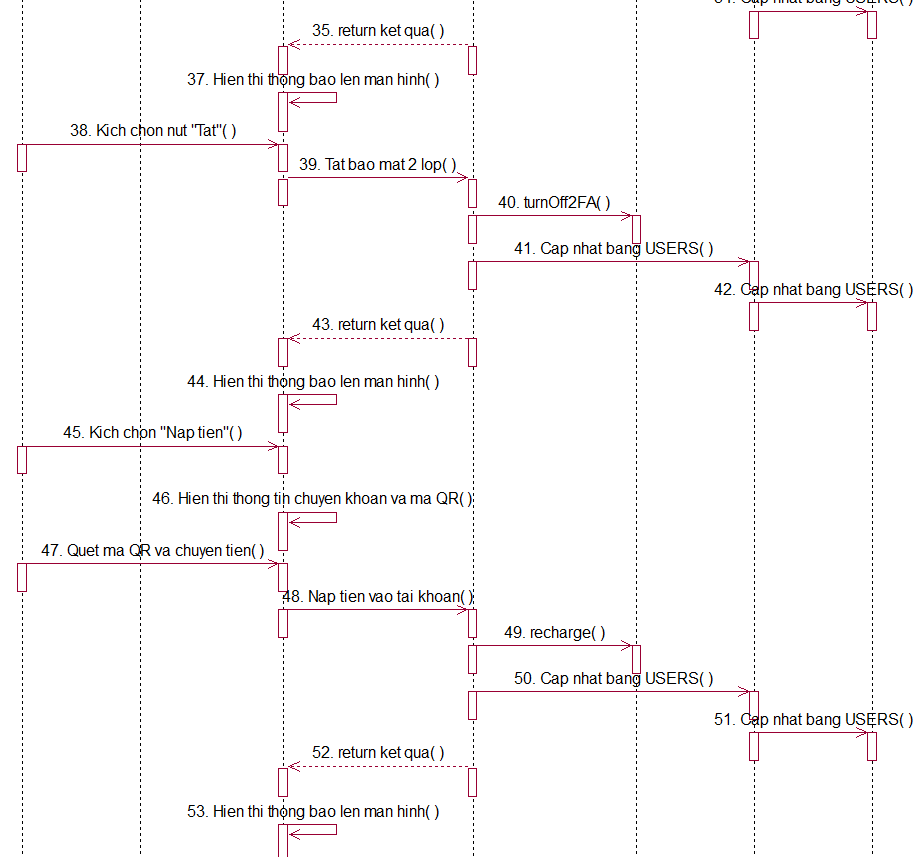 Cap nhat bang USERS( )
35. return ket qua( )
37. Hien thi thong bao len man hinh( )
38. Kich chon nut "Tat"( )
39. Tat bao mat 2 lop( )
40. turnOff2FA( )
41. Cap nhat bang USERS( )
42. Cap nhat bang USERS( )
43. return ket qua( )
44. Hien thi thong bao len man hinh( )
45. Kich chon "Nap tien"( )
46. Hien thi thong tin chuyen khoan va ma QR( )
47. Quet ma QR va chuyen tien( )
48. Nap tien vao tai khoan( )
49. recharge( )
50. Cap nhat bang USERS( )
51. Cap nhat bang USERS( )
52. return ket qua( )
53. Hien thi thong bao len man hinh( )